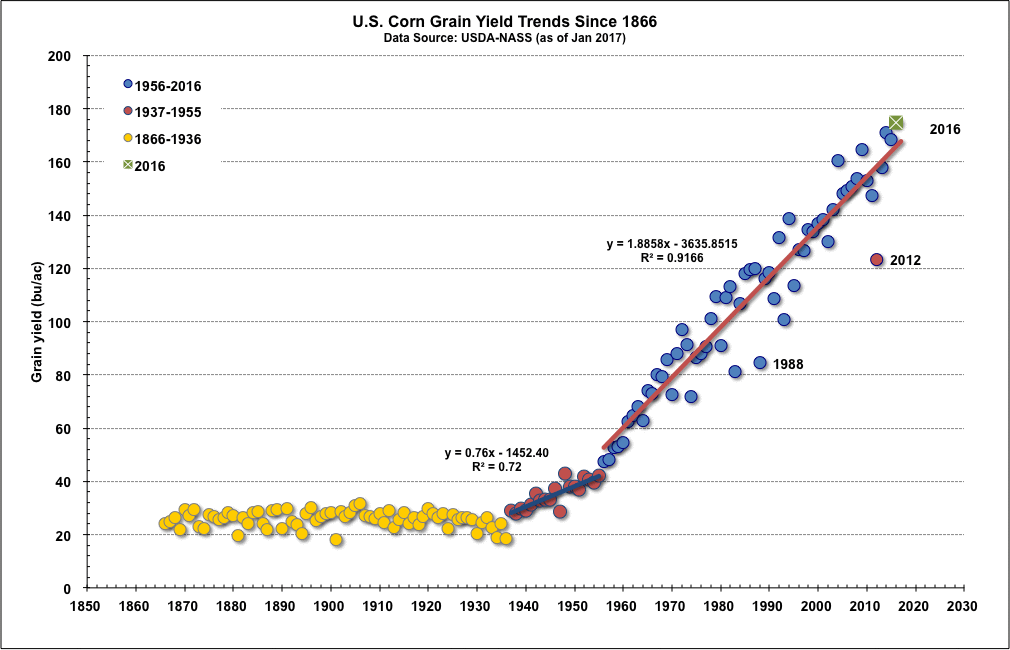 U.S. Corn Grain Yield Trends Since 1866
Data Source: USDA-NASS (as of Jan 2017)
200
180
160
140
120
100
80
60
40
20
0
Grain yield (bu/ac)
1956-2016
1937-1955
1866-1936
2016
2016
y = 1.8858x - 3635.8515
R² = 0.9166
2012
1988
y = 0.76x - 1452.40
R² = 0.72
1850 1860 1870 1880 1890 1900 1910 1920 1930 1940 1950 1960 1970 1980 1990 2000 2010 2020 2030